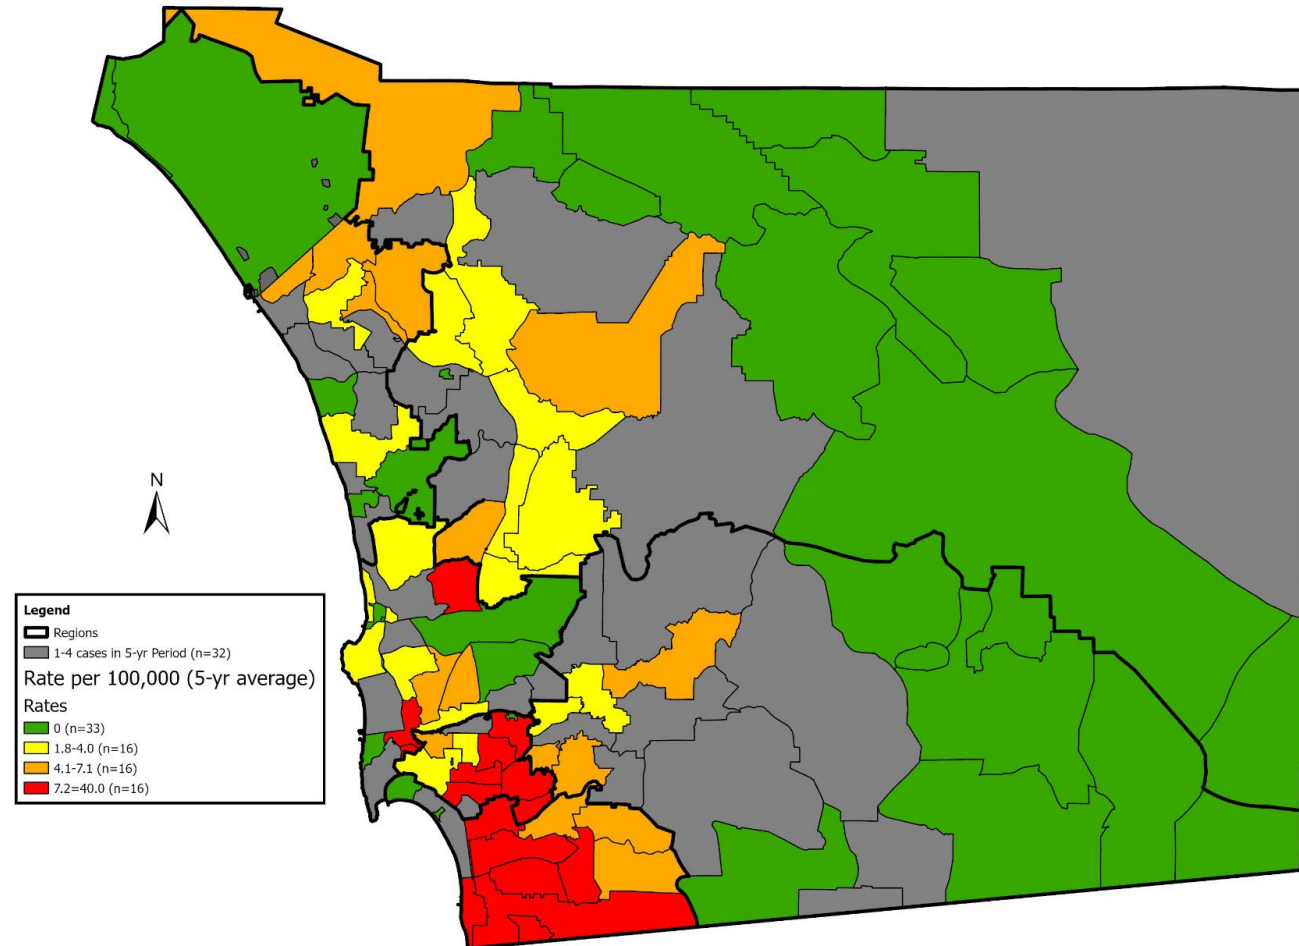 N
Legend
Regions
1-4 cases in 5-yr Period (n=32)
Rate per 100,000 (5-yr average)
Rates
0 (n=33)
1.8-4.0 (n=16)
4.1-7.1 (n=16)
7.2=40.0 (n=16)